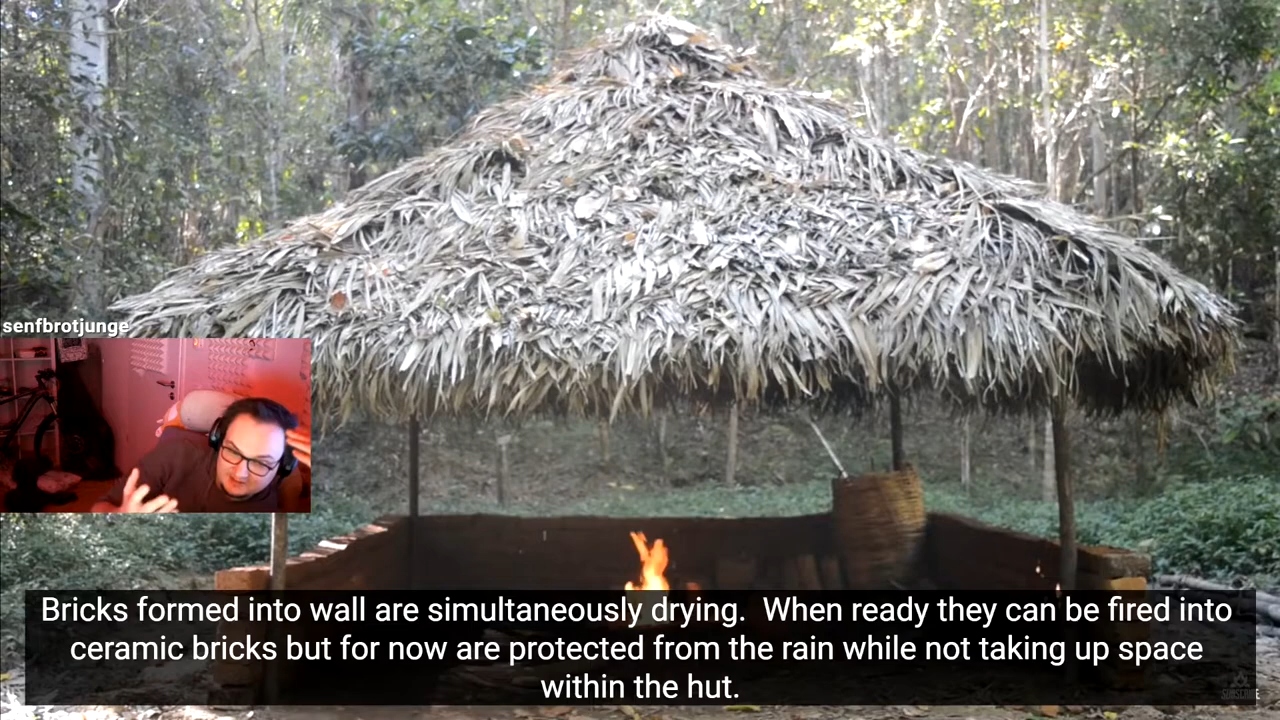 senfbrotjunge
Bricks formed into wall are simultaneously drying.  When ready they can be fired into
ceramic bricks but for now are protected from the rain while not taking up space
within the hut.
SUBSCRIBE